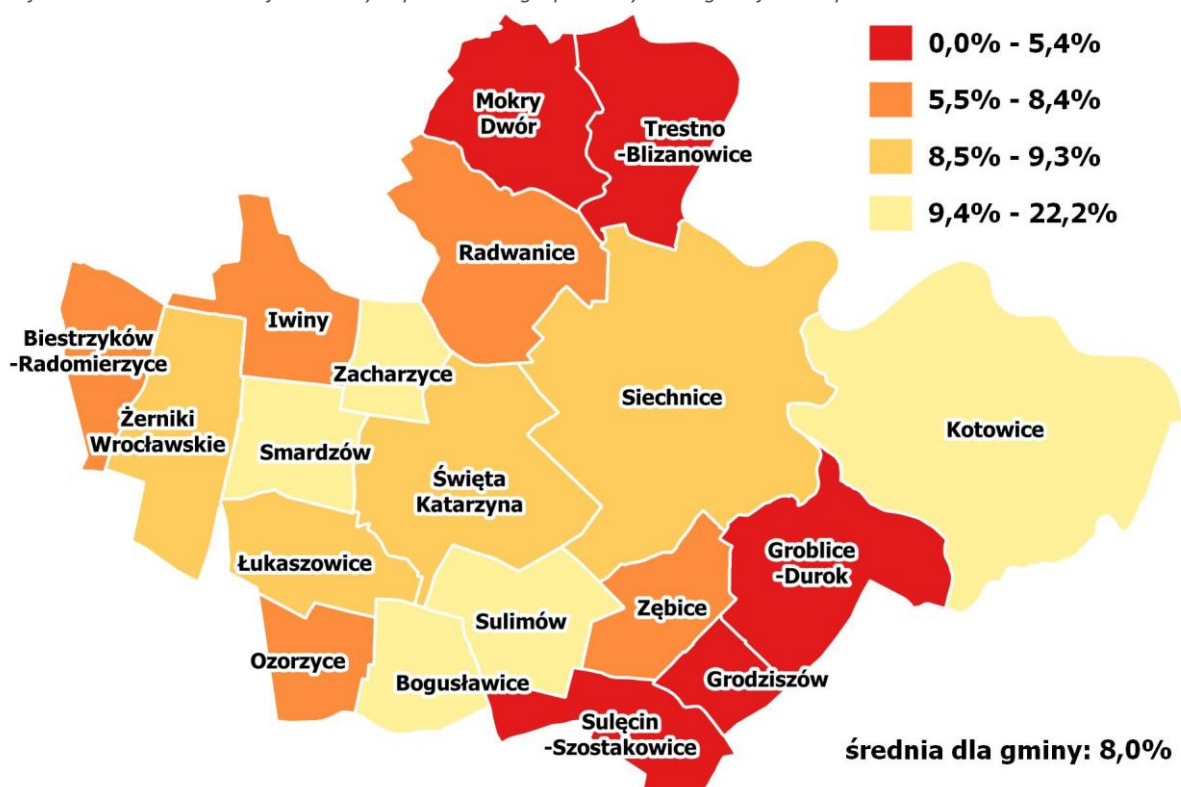 0,0% - 5,4%
5,5% - 8,4%
8,5% - 9,3%
9,4% - 22,2%
Mokry
Dwór
Trestno
-Blizanowice
Radwanice
Iwiny
Biestrzyków
-Radomierzyce
Zacharzyce
Siechnice
Kotowice
Żerniki
Wrocławskie
Smardzów
Święta
Katarzyna
Łukaszowice
Groblice
-Durok
Zębice
Sulimów
Ozorzyce
Bogusławice
Grodziszów
Sulęcin
-Szostakowice
średnia dla gminy: 8,0%